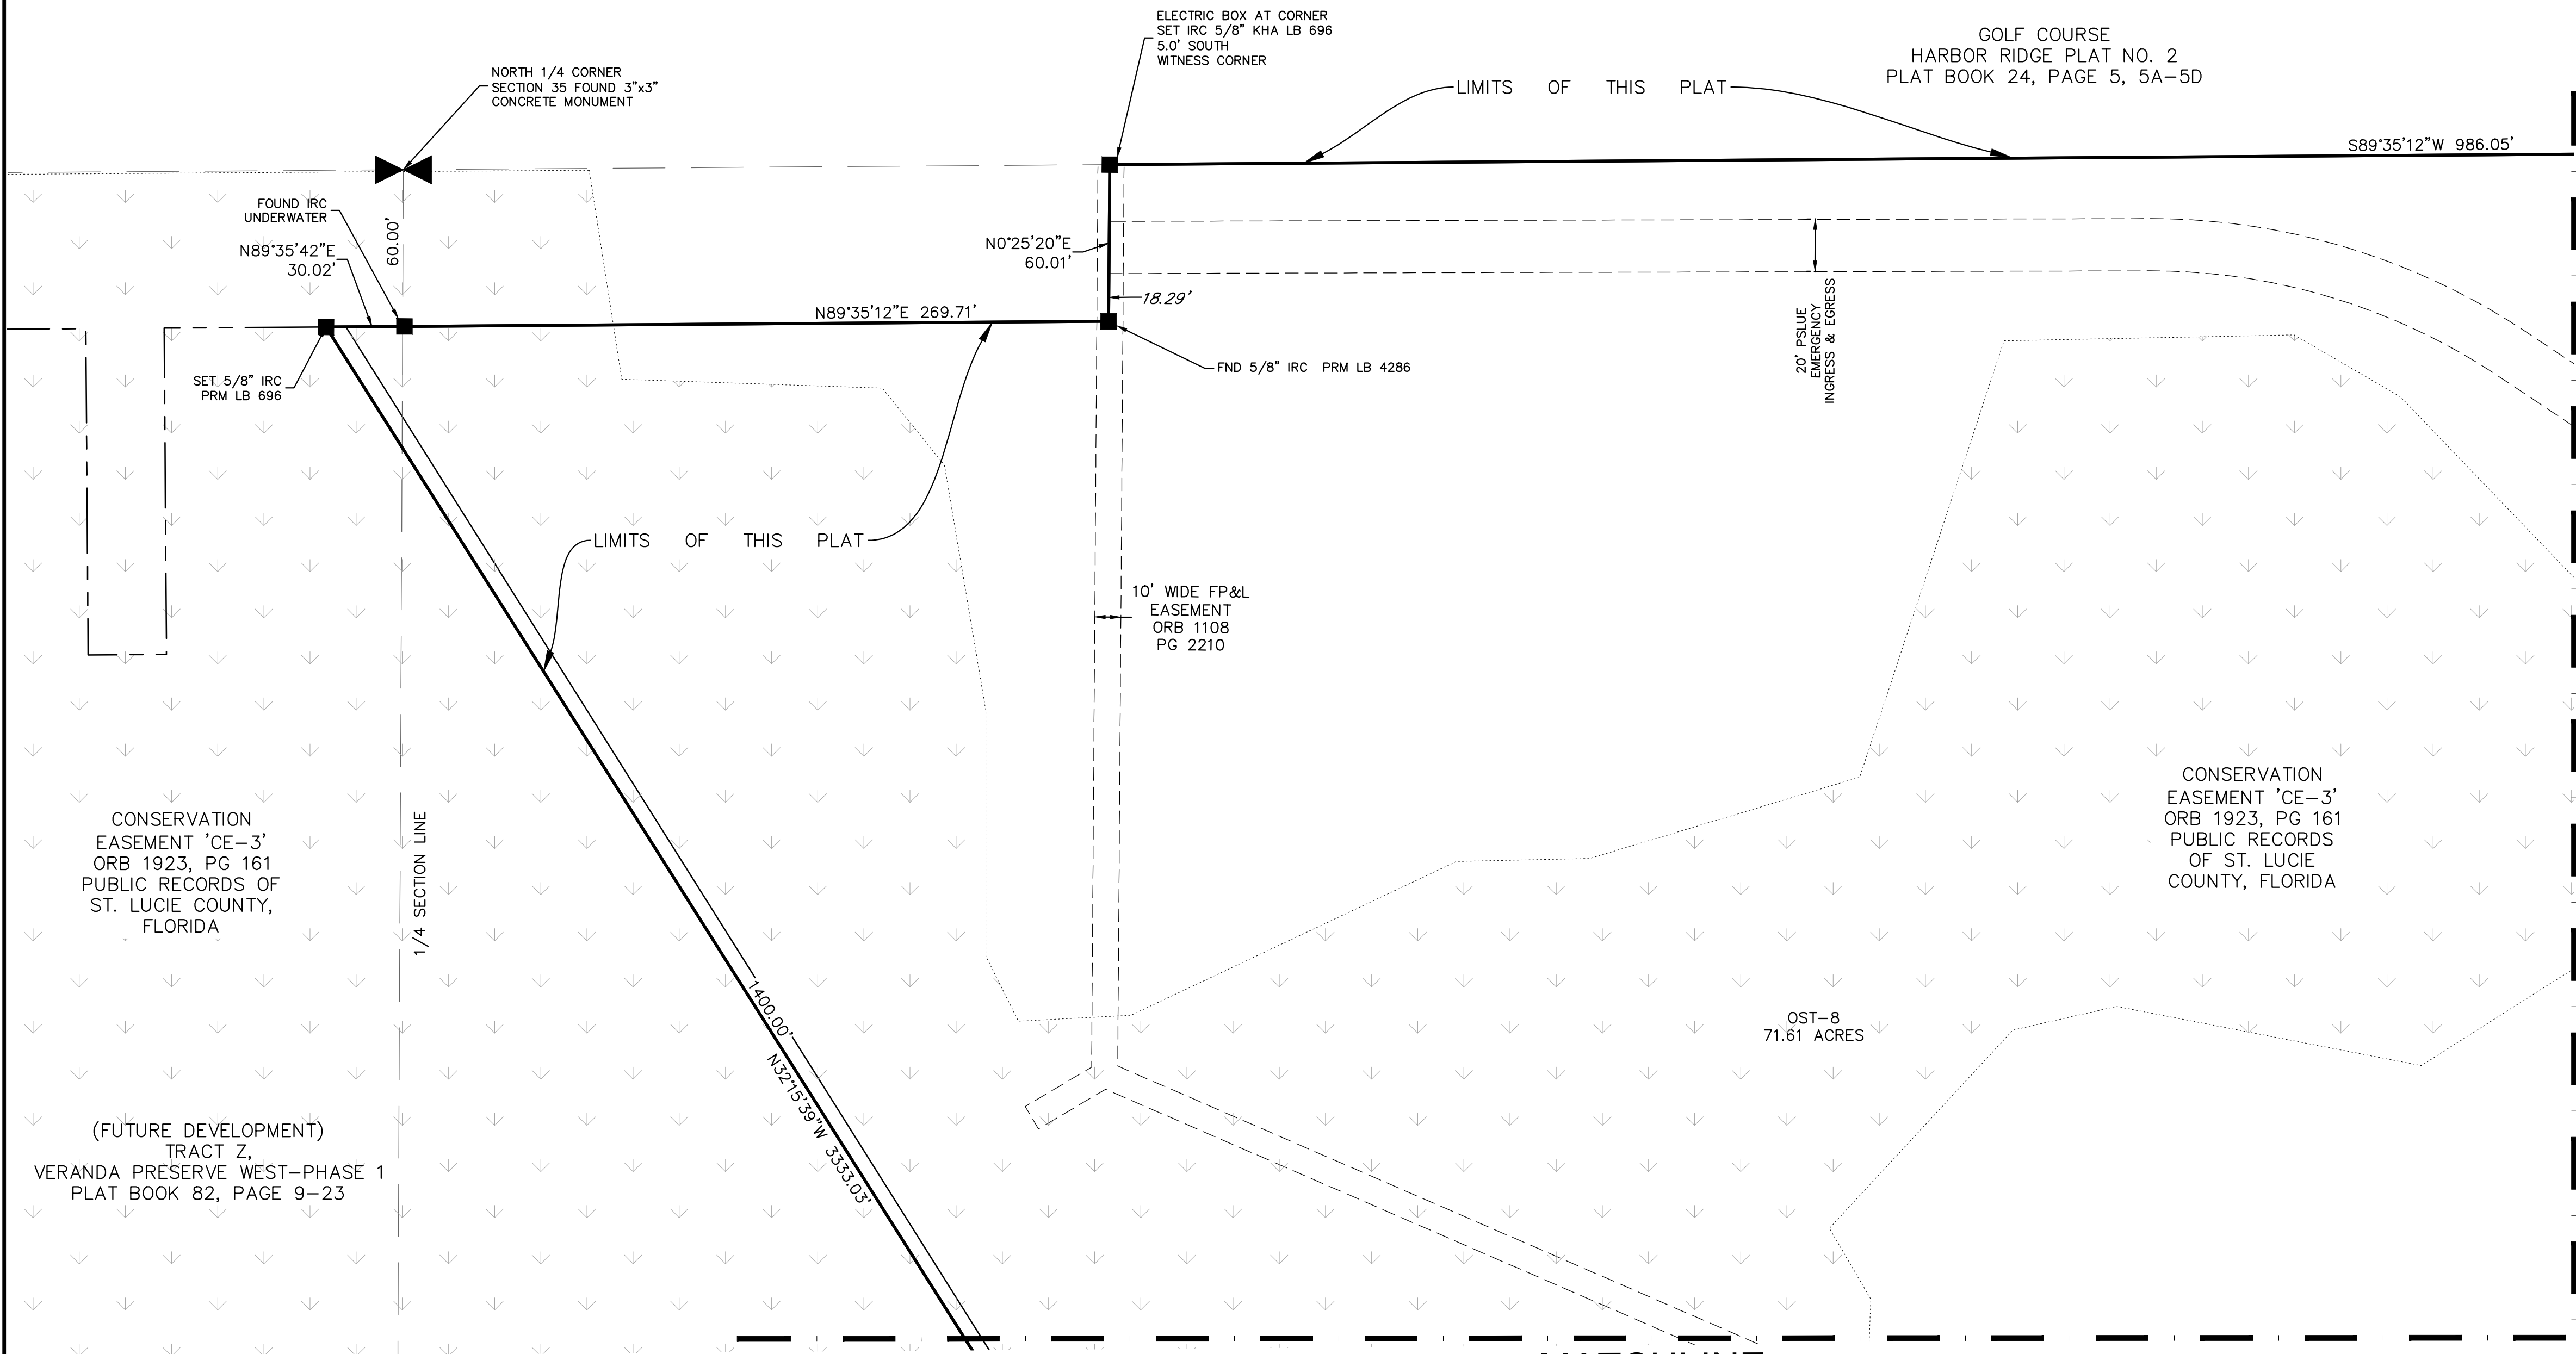 ELECTRIC BOX AT CORNER
SET IRC 5/8" KHA LB 696
5.0' SOUTH
WITNESS CORNER
GOLF COURSE
HARBOR RIDGE PLAT NO. 2
PLAT BOOK 24, PAGE 5, 5A-5D
NORTH 1/4 CORNER
SECTION 35 FOUND 3"x3"
CONCRETE MONUMENT
LIMITS OF THIS PLAT
S89°35'12"W 986.05'
FOUND IRC
UNDERWATER
60.00'
N89°35'42"E
30.02'
N0°25'20"E
60.01'
18.29'
N89°35'12"E 269.71'
20' PSLUE
EMERGENCY
INGRESS & EGRESS
SET 5/8" IRC
PRM LB 696
FND 5/8" IRC PRM LB 4286
LIMITS OF THIS PLAT
10' WIDE FP&L
EASEMENT
ORB 1108
PG 2210
CONSERVATION
EASEMENT 'CE-3'
ORB 1923, PG 161
PUBLIC RECORDS OF
ST. LUCIE COUNTY,
FLORIDA
1/4 SECTION LINE
CONSERVATION
EASEMENT 'CE-3'
ORB 1923, PG 161
PUBLIC RECORDS
OF ST. LUCIE
COUNTY, FLORIDA
1400.00'
N32°15'39"W 3333.03'
OST-8
71.61 ACRES
(FUTURE DEVELOPMENT)
TRACT Z,
VERANDA PRESERVE WEST-PHASE 1
PLAT BOOK 82, PAGE 9-23